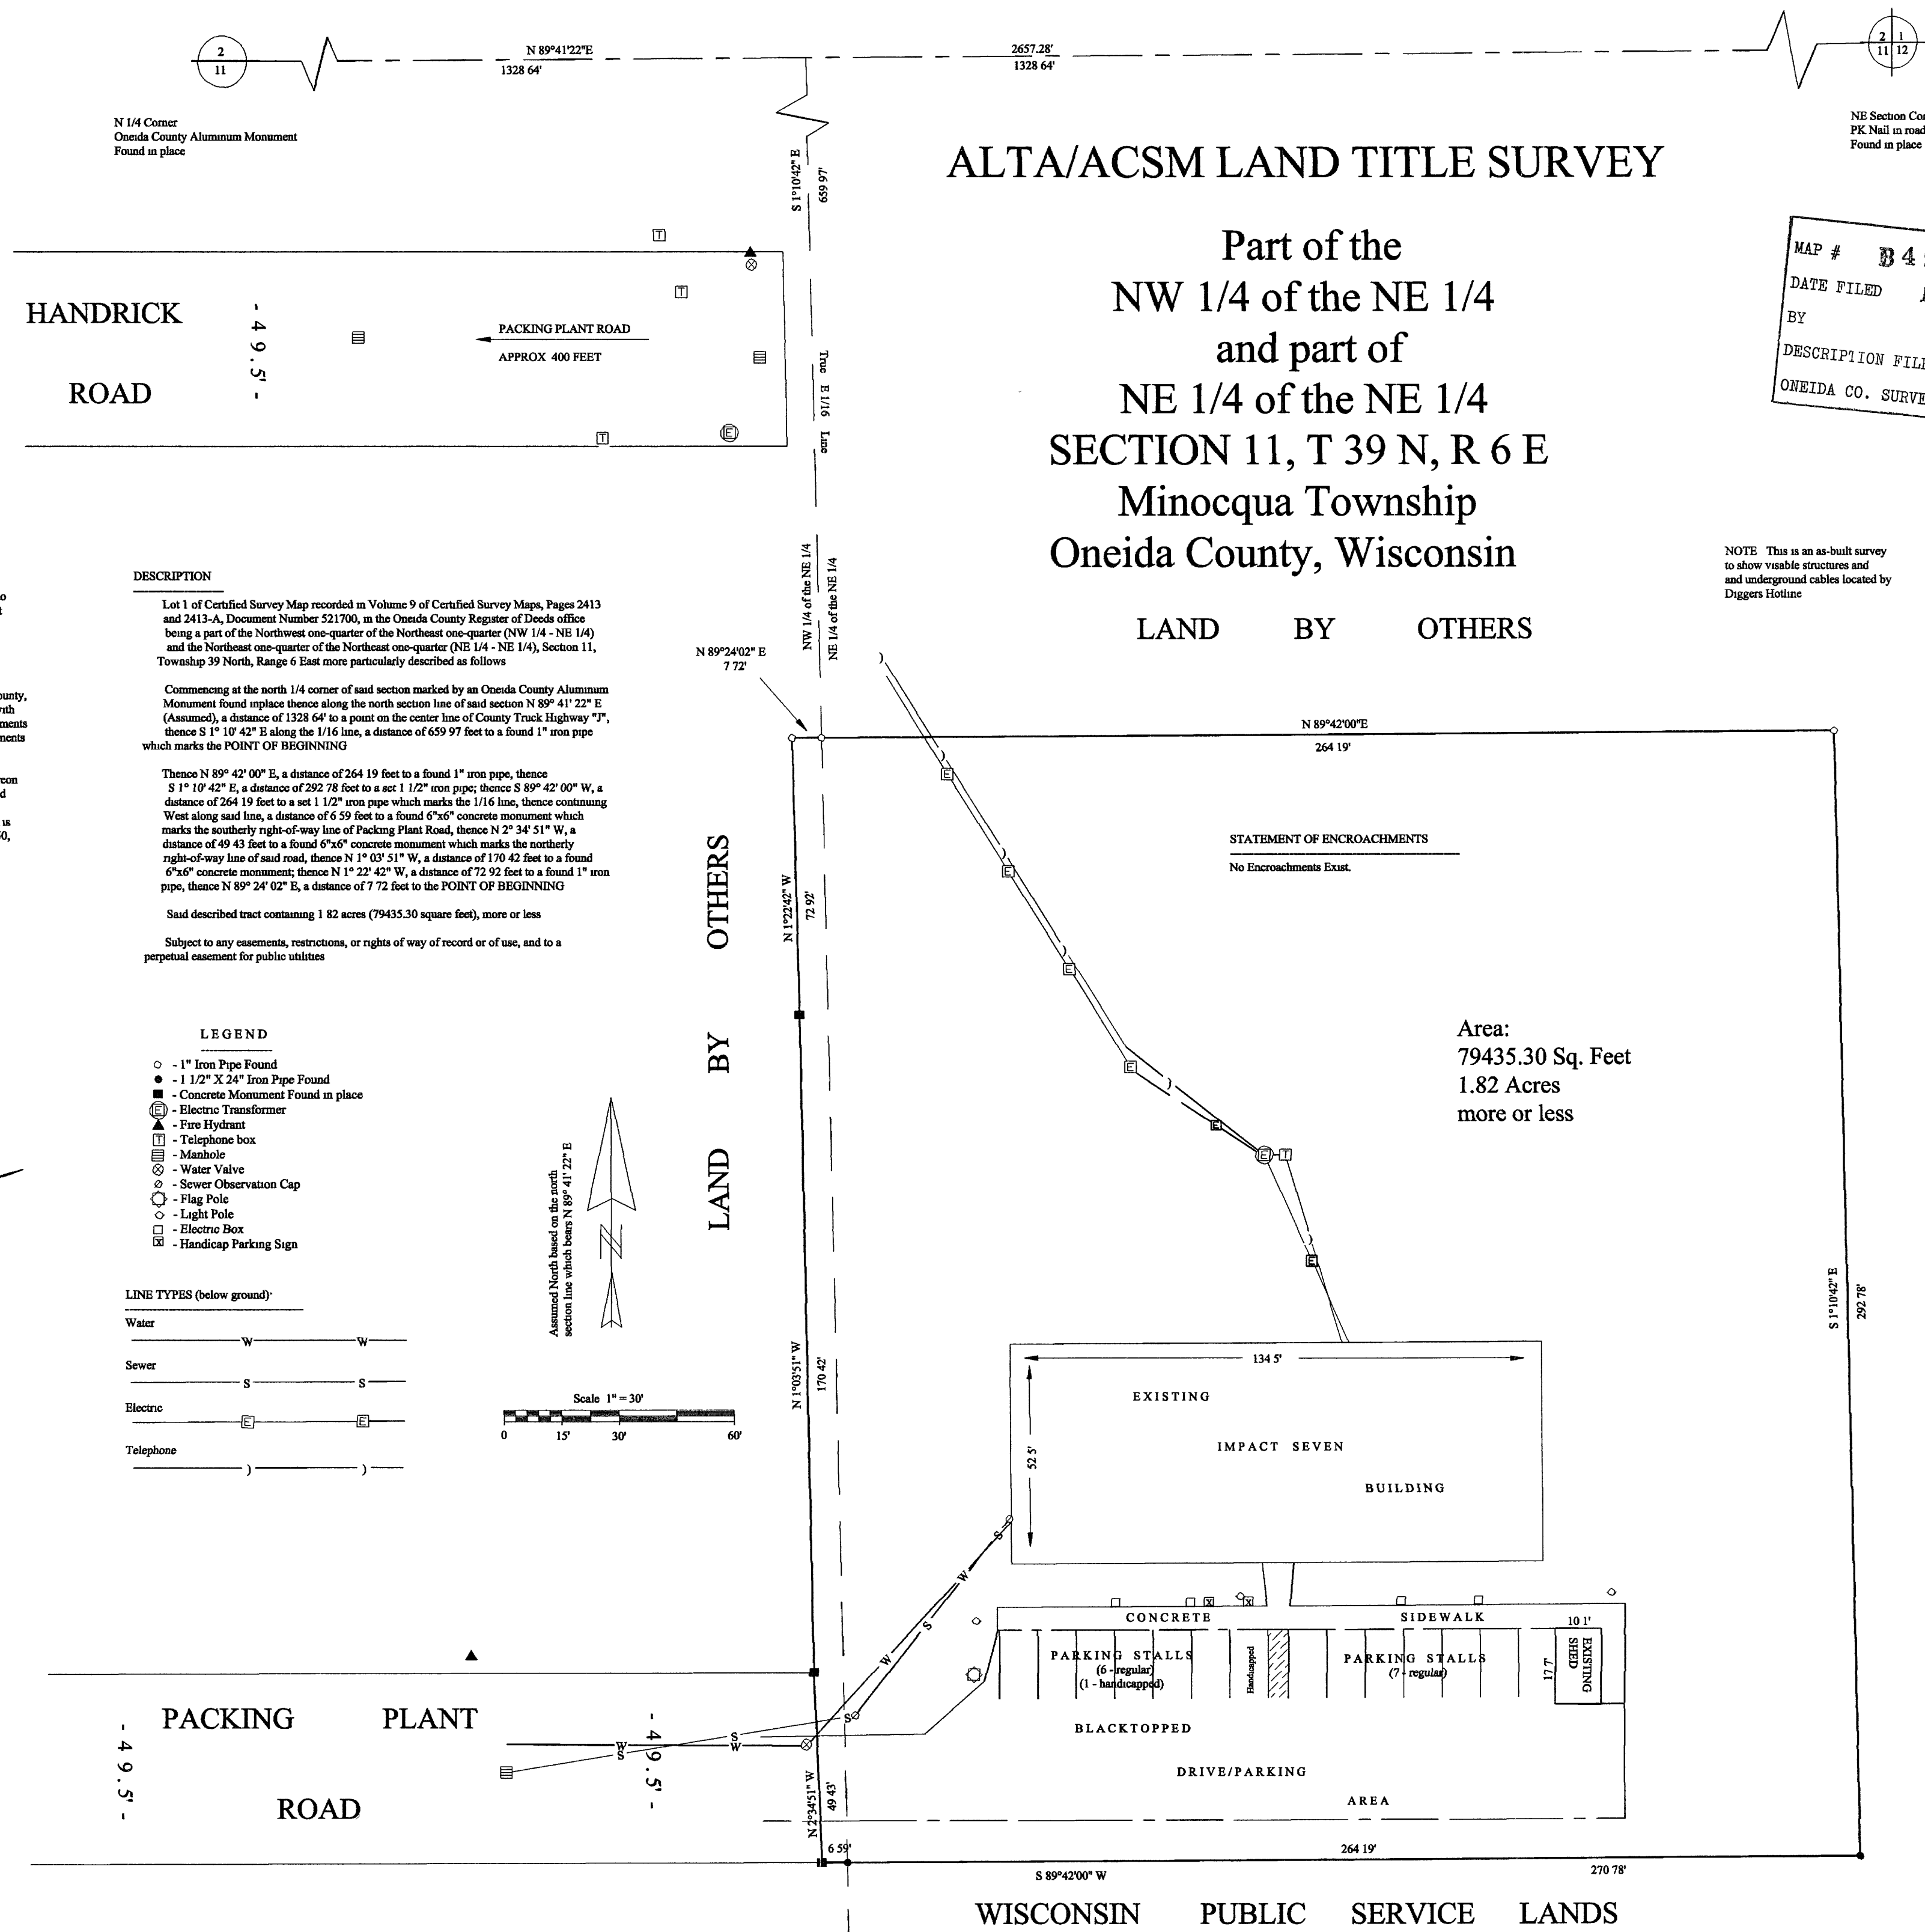 2
11
N 89°41'22"E
1328 64'
2657.28'
1328 64'
2 1
11 12
N 1/4 Corner
Oneida County Aluminum Monument
Found in place
NE Section
PK Nail in road
Found in place
S 1°10'42" E
659 97'
ALTA/ACSM LAND TITLE SURVEY
Part of the
NW 1/4 of the NE 1/4
and part of
NE 1/4 of the NE 1/4
SECTION 11, T 39 N, R 6 E
Minocqua Township
Oneida County, Wisconsin
MAP #
DATE FILED
BY
DESCRIPTION
ONEIDA CO.
T
HANDRICK
ROAD
- 49.5' -
T
PACKING PLANT ROAD
APPROX 400 FEET
T
E
True E 1/16 Line
NW 1/4 of the NE 1/4
NE 1/4 of the NE 1/4
NOTE This is an as-built survey
to show visable structures and
and underground cables located by
Diggers Hotline
LAND BY OTHERS
DESCRIPTION
Lot 1 of Certified Survey Map recorded in Volume 9 of Certified Survey Maps, Pages 2413
and 2413-A, Document Number 521700, in the Oneida County Register of Deeds office
being a part of the Northwest one-quarter of the Northeast one-quarter (NW 1/4 - NE 1/4)
and the Northeast one-quarter of the Northeast one-quarter (NE 1/4 - NE 1/4), Section 11,
Township 39 North, Range 6 East more particularly described as follows
Commencing at the north 1/4 corner of said section marked by an Oneida County Aluminum
Monument found inplace thence along the north section line of said section N 89° 41' 22" E
(Assumed), a distance of 1328 64' to a point on the center line of County Truck Highway "J",
thence S 1° 10' 42" E along the 1/16 line, a distance of 659 97 feet to a found 1" iron pipe
which marks the POINT OF BEGINNING
Thence N 89° 42' 00" E, a distance of 264 19 feet to a found 1" iron pipe, thence
S 1° 10' 42" E, a distance of 292 78 feet to a set 1 1/2" iron pipe; thence S 89° 42' 00" W, a
distance of 264 19 feet to a set 1 1/2" iron pipe which marks the 1/16 line, thence continuing
West along said line, a distance of 6 59 feet to a found 6"x6" concrete monument which
marks the southerly right-of-way line of Packing Plant Road, thence N 2° 34' 51" W, a
distance of 49 43 feet to a found 6"x6" concrete monument which marks the northerly
right-of-way line of said road, thence N 1° 03' 51" W, a distance of 170 42 feet to a found
6"x6" concrete monument; thence N 1° 22' 42" W, a distance of 72 92 feet to a found 1" iron
pipe, thence N 89° 24' 02" E, a distance of 7 72 feet to the POINT OF BEGINNING
Said described tract containing 1 82 acres (79435.30 square feet), more or less
Subject to any easements, restrictions, or rights of way of record or of use, and to a
perpetual easement for public utilities
N 89°24'02" E
7 72'
N 89°42'00"E
264 19'
STATEMENT OF ENCROACHMENTS
No Encroachments Exist.
LAND BY OTHERS
N 1°22'42" W
72 92'
E
E
E
E
E
E T
E
Area:
79435.30 Sq. Feet
1.82 Acres
more or less
LEGEND
- 1" Iron Pipe Found
- 1 1/2" X 24" Iron Pipe Found
- Concrete Monument Found in place
E - Electric Transformer
- Fire Hydrant
T - Telephone box
- Manhole
- Water Valve
- Sewer Observation Cap
- Flag Pole
- Light Pole
- Electric Box
X - Handicap Parking Sign
LINE TYPES (below ground)
Water
W W
Sewer
S S
Electric
E E
Telephone
) )
Assumed North based on the north
section line which bears N 89° 41' 22" E
N
Scale 1" = 30'
0 15' 30' 60'
N 1°03'51" W
170 42'
S 1°10'42" E
292 78'
134 5'
52 5'
EXISTING
IMPACT SEVEN
BUILDING
S
W
S
W
CONCRETE SIDEWALK
X X
10 1'
17 7'
EXISTING
SHED
PARKING STALLS
(6 - regular)
(1 - handicapped)
Handicapped
PARKING STALLS
(7 - regular)
BLACKTOPPED
DRIVE/PARKING
AREA
PACKING PLANT
ROAD
- 49.5' -
- 49.5' -
S
S
W W
S
N 2°34'51" W
49 43'
6 59'
264 19'
S 89°42'00" W
270 78'
WISCONSIN PUBLIC SERVICE LANDS